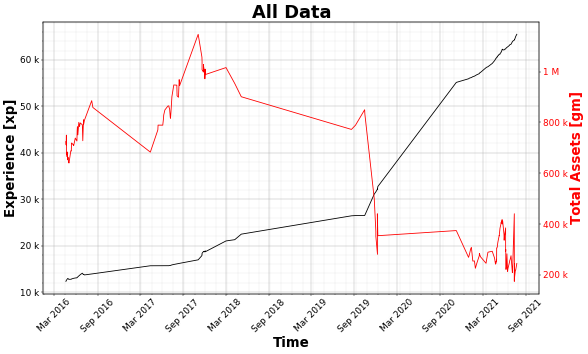 All Data
Experience [xp]
60 k
50 k
40 k
30 k
20 k
10 k
1 M
800 k
600 k
400 k
200 k
Total Assets [gm]
Mar 2016
Sep 2016
Mar 2017
Sep 2017
Mar 2018
Sep 2018
Mar 2019
Sep 2019
Mar 2020
Sep 2020
Mar 2021
Sep 2021
Time